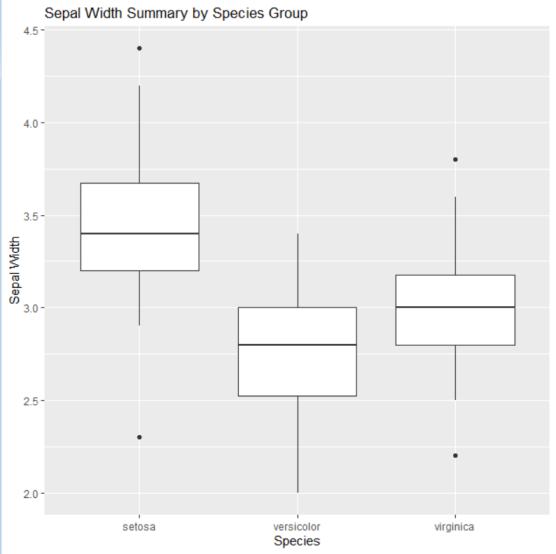 Sepal Width Summary by Species Group
4.5
4.0
3.5
3.0
2.5
2.0
Sepal Width
setosa versicolor virginica
Species